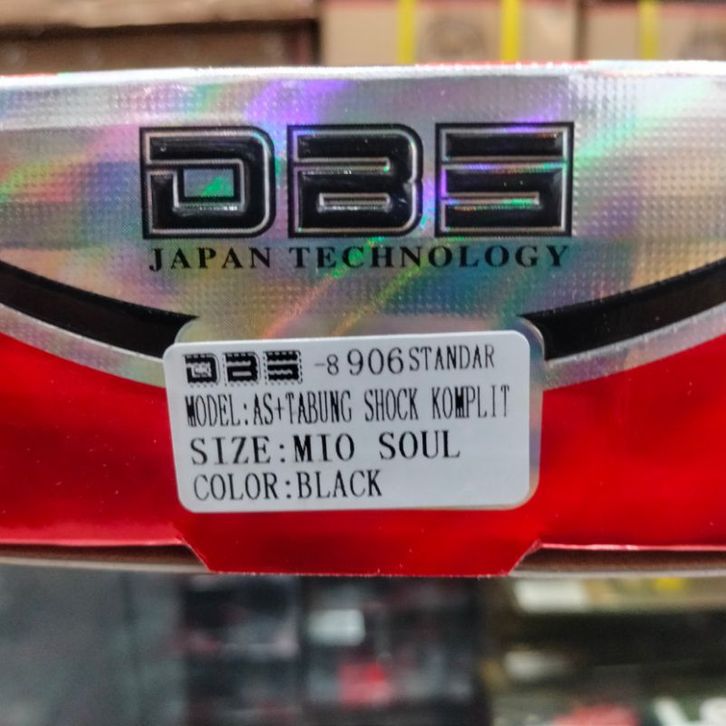 DBS
JAPAN TECHNOLOGY
DBS -8906 STANDAR
MODEL:AS+TABUNG SHOCK KOMPLIT
SIZE:MIO SOUL
COLOR:BLACK